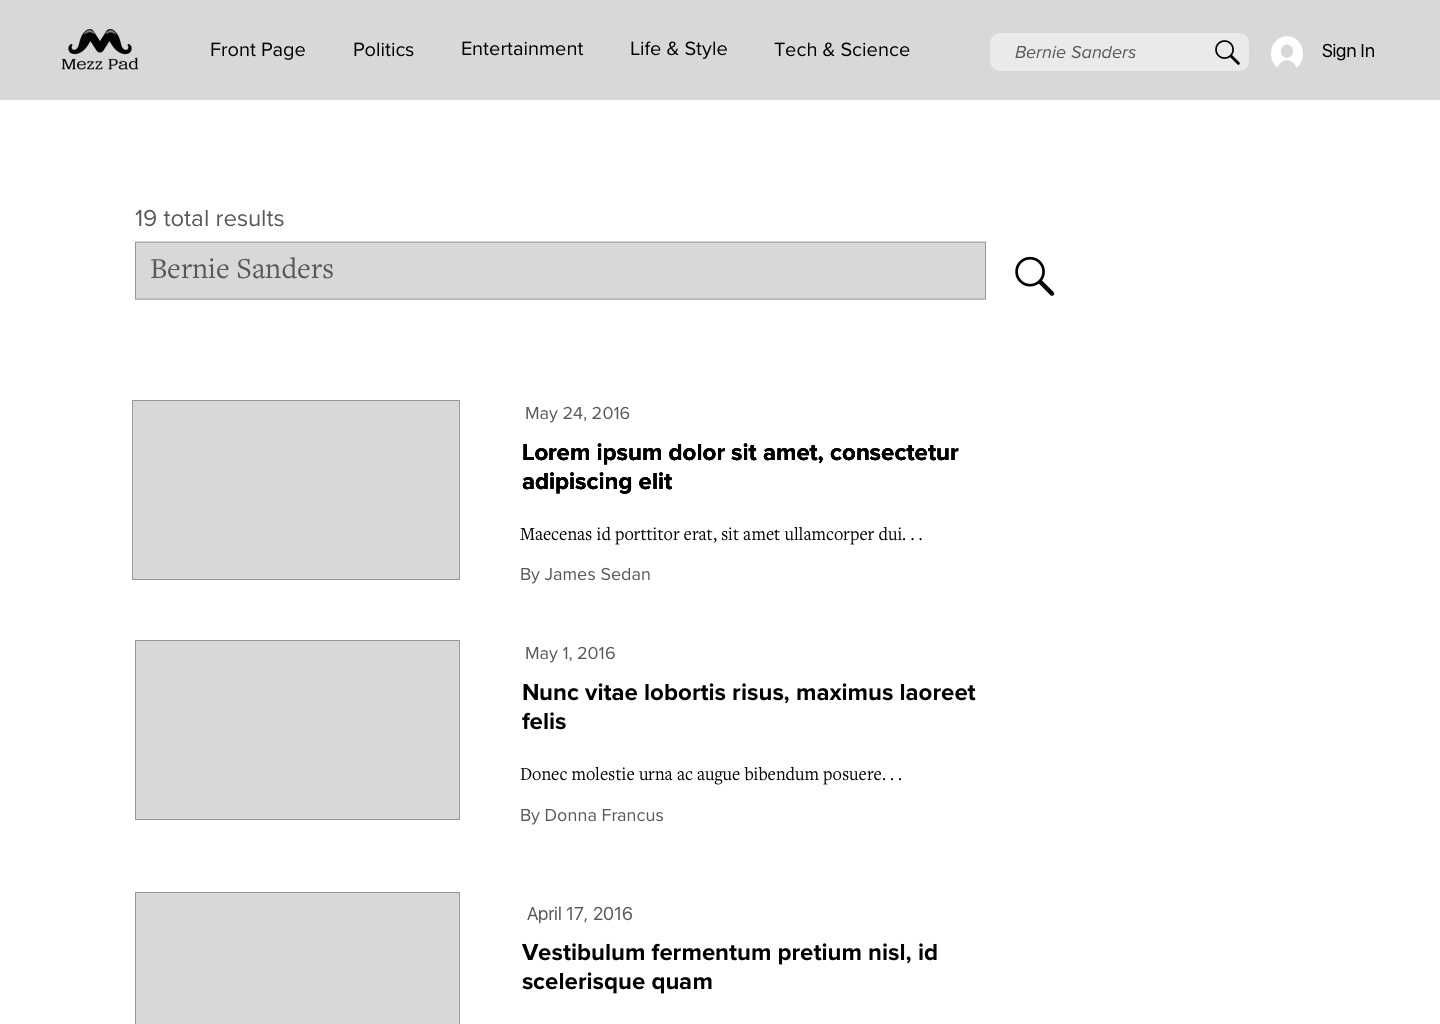 Mezz Pad
Front Page
Politics
Entertainment
Life & Style
Tech & Science
Bernie Sanders
Sign In
19 total results
Bernie Sanders
May 24, 2016
Lorem ipsum dolor sit amet, consectetur
adipiscing elit
Maecenas id porttitor erat, sit amet ullamcorper dui. . .
By James Sedan
May 1, 2016
Nunc vitae lobortis risus, maximus laoreet
felis
Donec molestie urna ac augue bibendum posuere. . .
By Donna Francus
April 17, 2016
Vestibulum fermentum pretium nisl, id
scelerisque quam